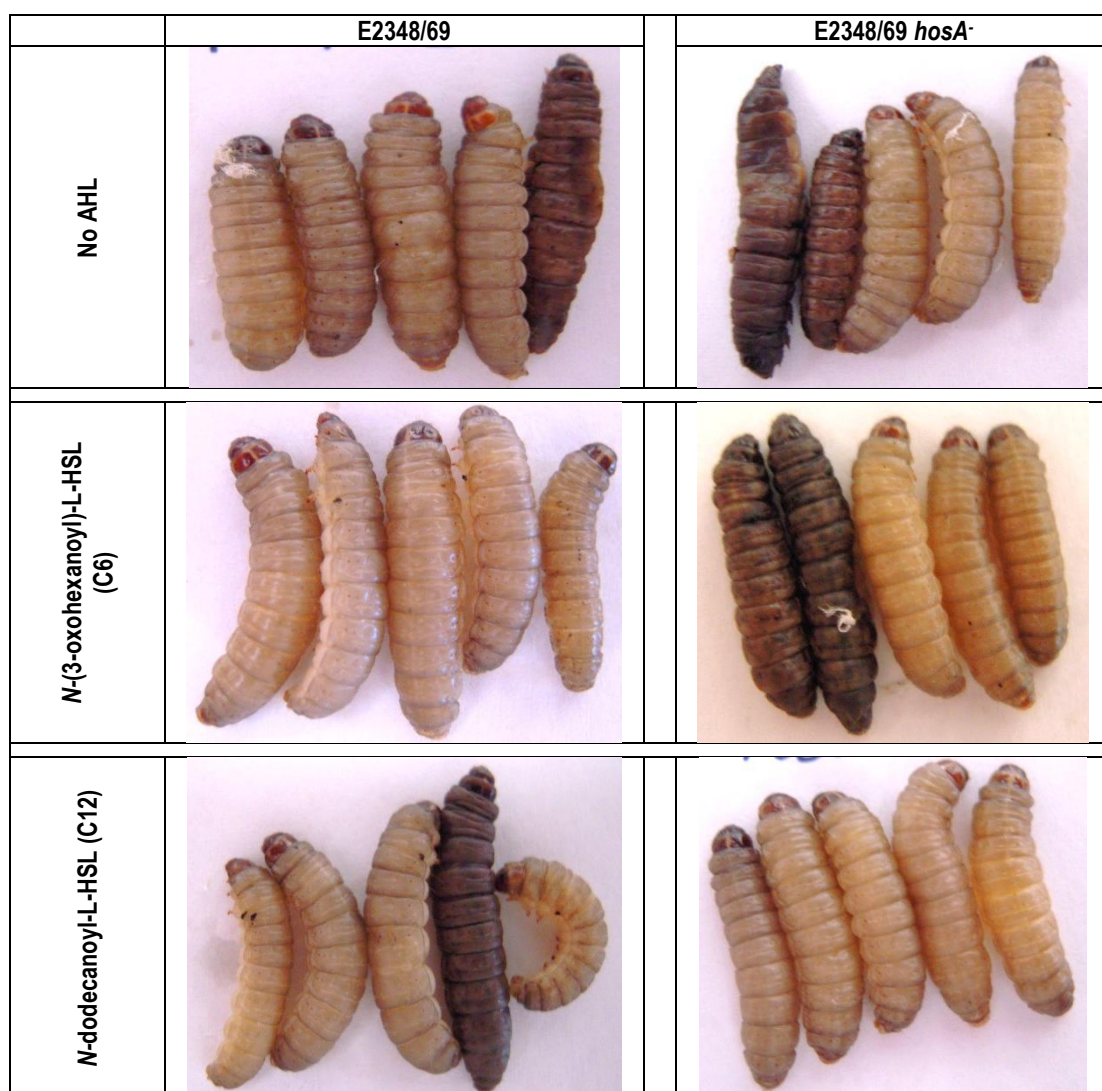 E2348/69
E2348/69 hosA-
No AHL
N-(3-oxohexanoyl)-L-HSL
(C6)
N-dodecanoyl-L-HSL (C12)